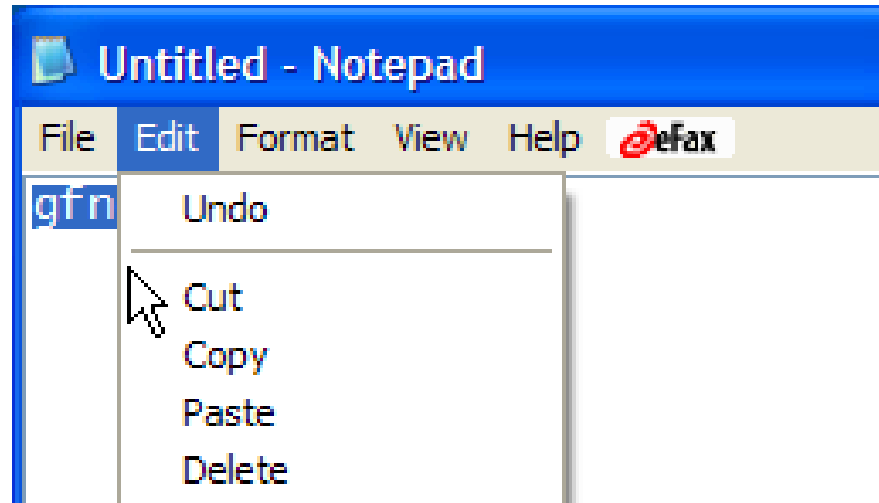 Untitled - Notepad
File Edit Format View Help eFax
gfn
Undo
Cut
Copy
Paste
Delete